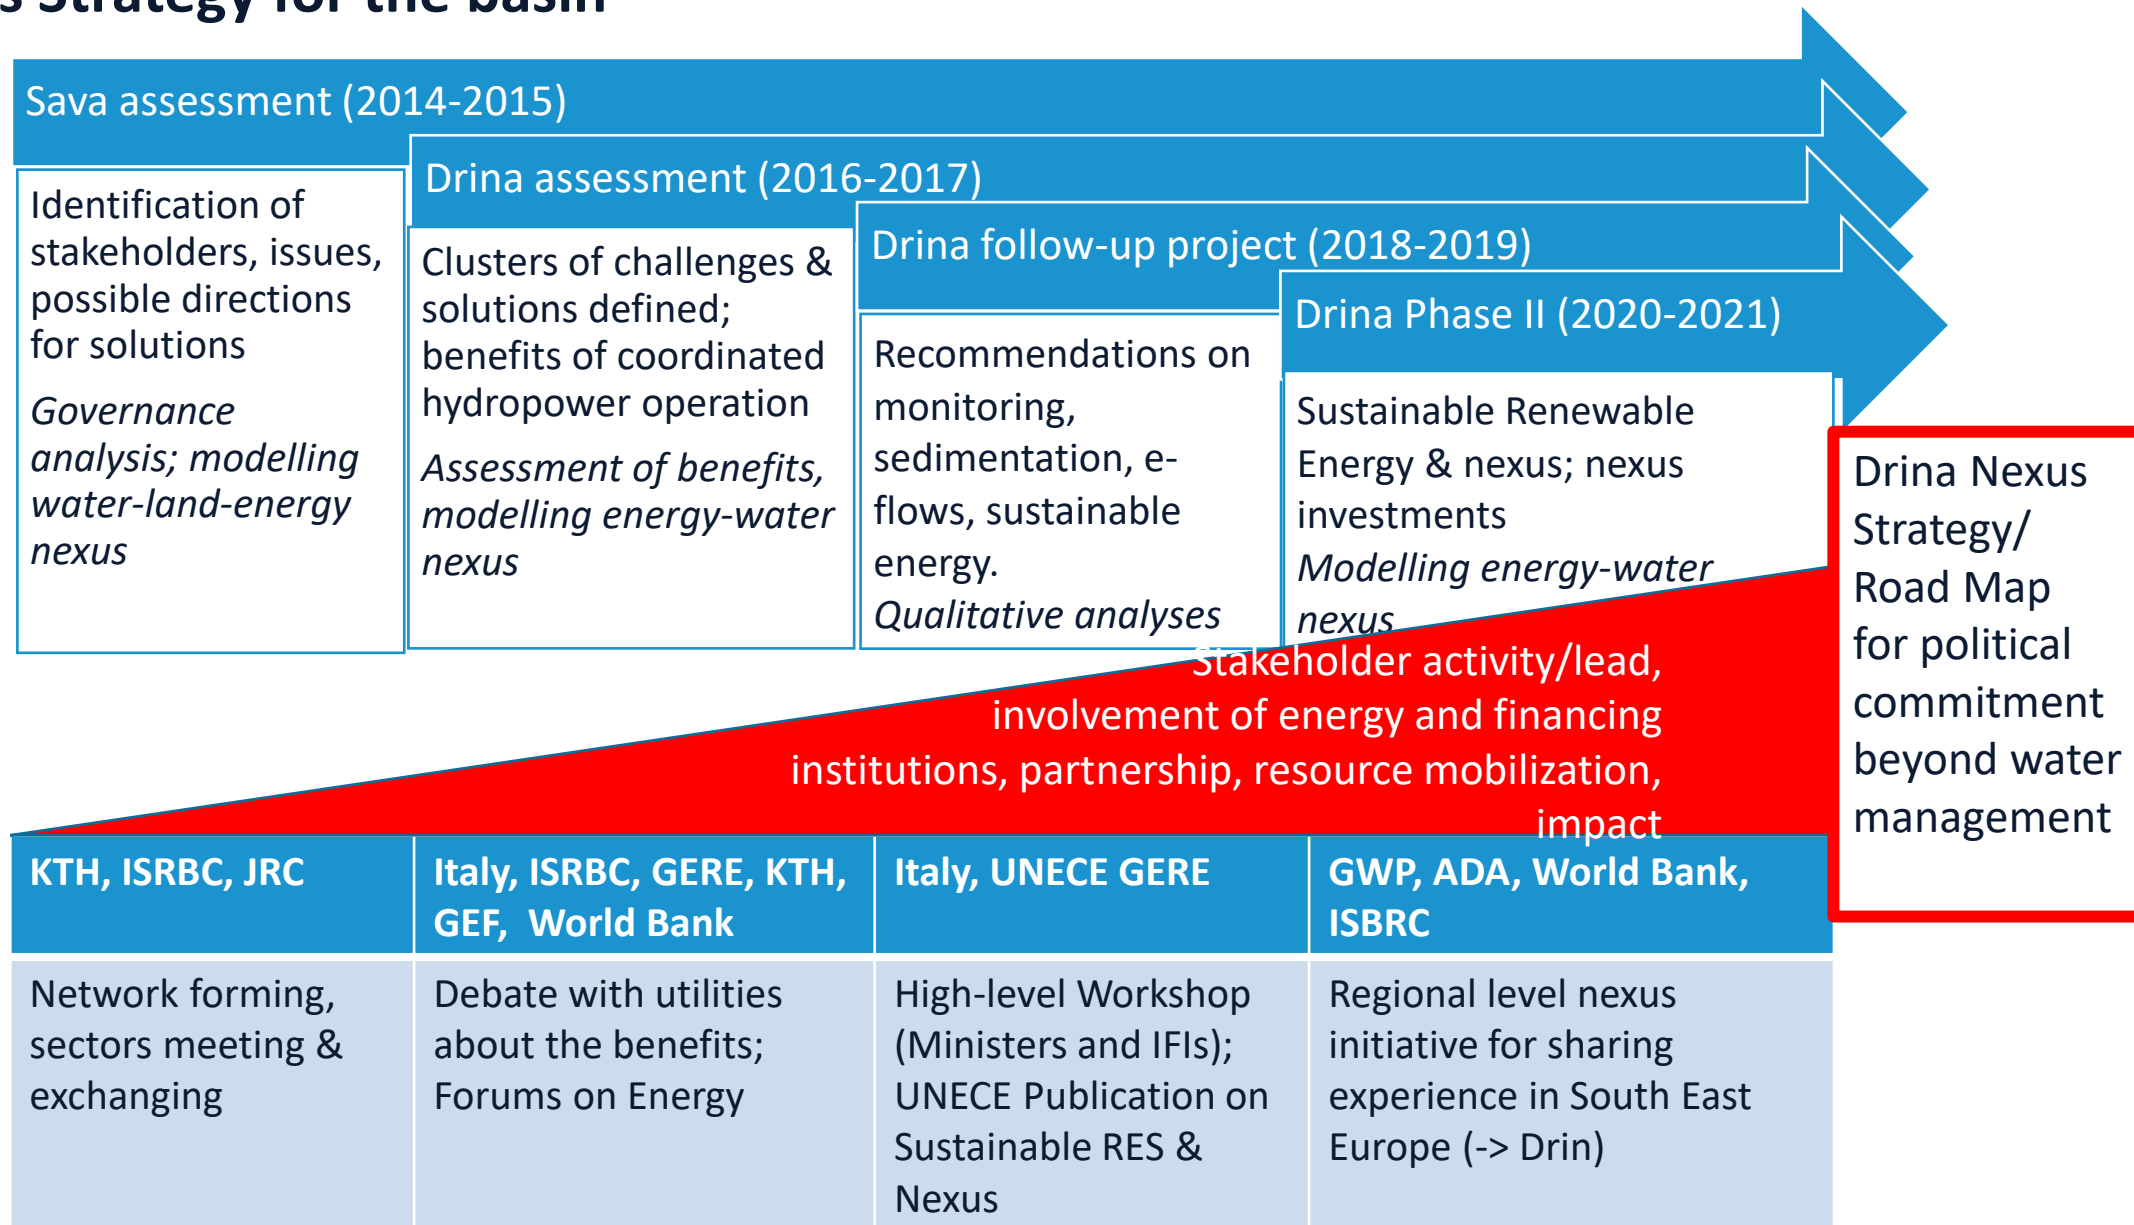 s Strategy for the basin
Sava assessment (2014-2015)
Identification of
stakeholders, issues,
possible directions
for solutions
Governance
analysis; modelling
water-land-energy
nexus
Drina assessment (2016-2017)
Clusters of challenges &
solutions defined;
benefits of coordinated
hydropower operation
Assessment of benefits,
modelling energy-water
nexus
Drina follow-up project (2018-2019)
Recommendations on
monitoring,
sedimentation, e-
flows, sustainable
energy.
Qualitative analyses
Drina Phase II (2020-2021)
Sustainable Renewable
Energy & nexus; nexus
investments
Modelling energy-water
nexus
Stakeholder activity/lead,
involvement of energy and financing
institutions, partnership, resource mobilization,
impact
Drina Nexus
Strategy/
Road Map
for political
commitment
beyond water
management
KTH, ISRBC, JRC
Italy, ISRBC, GERE, KTH,
GEF, World Bank
Italy, UNECE GERE
GWP, ADA, World Bank,
ISBRC
Network forming,
sectors meeting &
exchanging
Debate with utilities
about the benefits;
Forums on Energy
High-level Workshop
(Ministers and IFIs);
UNECE Publication on
Sustainable RES &
Nexus
Regional level nexus
initiative for sharing
experience in South East
Europe (-> Drin)